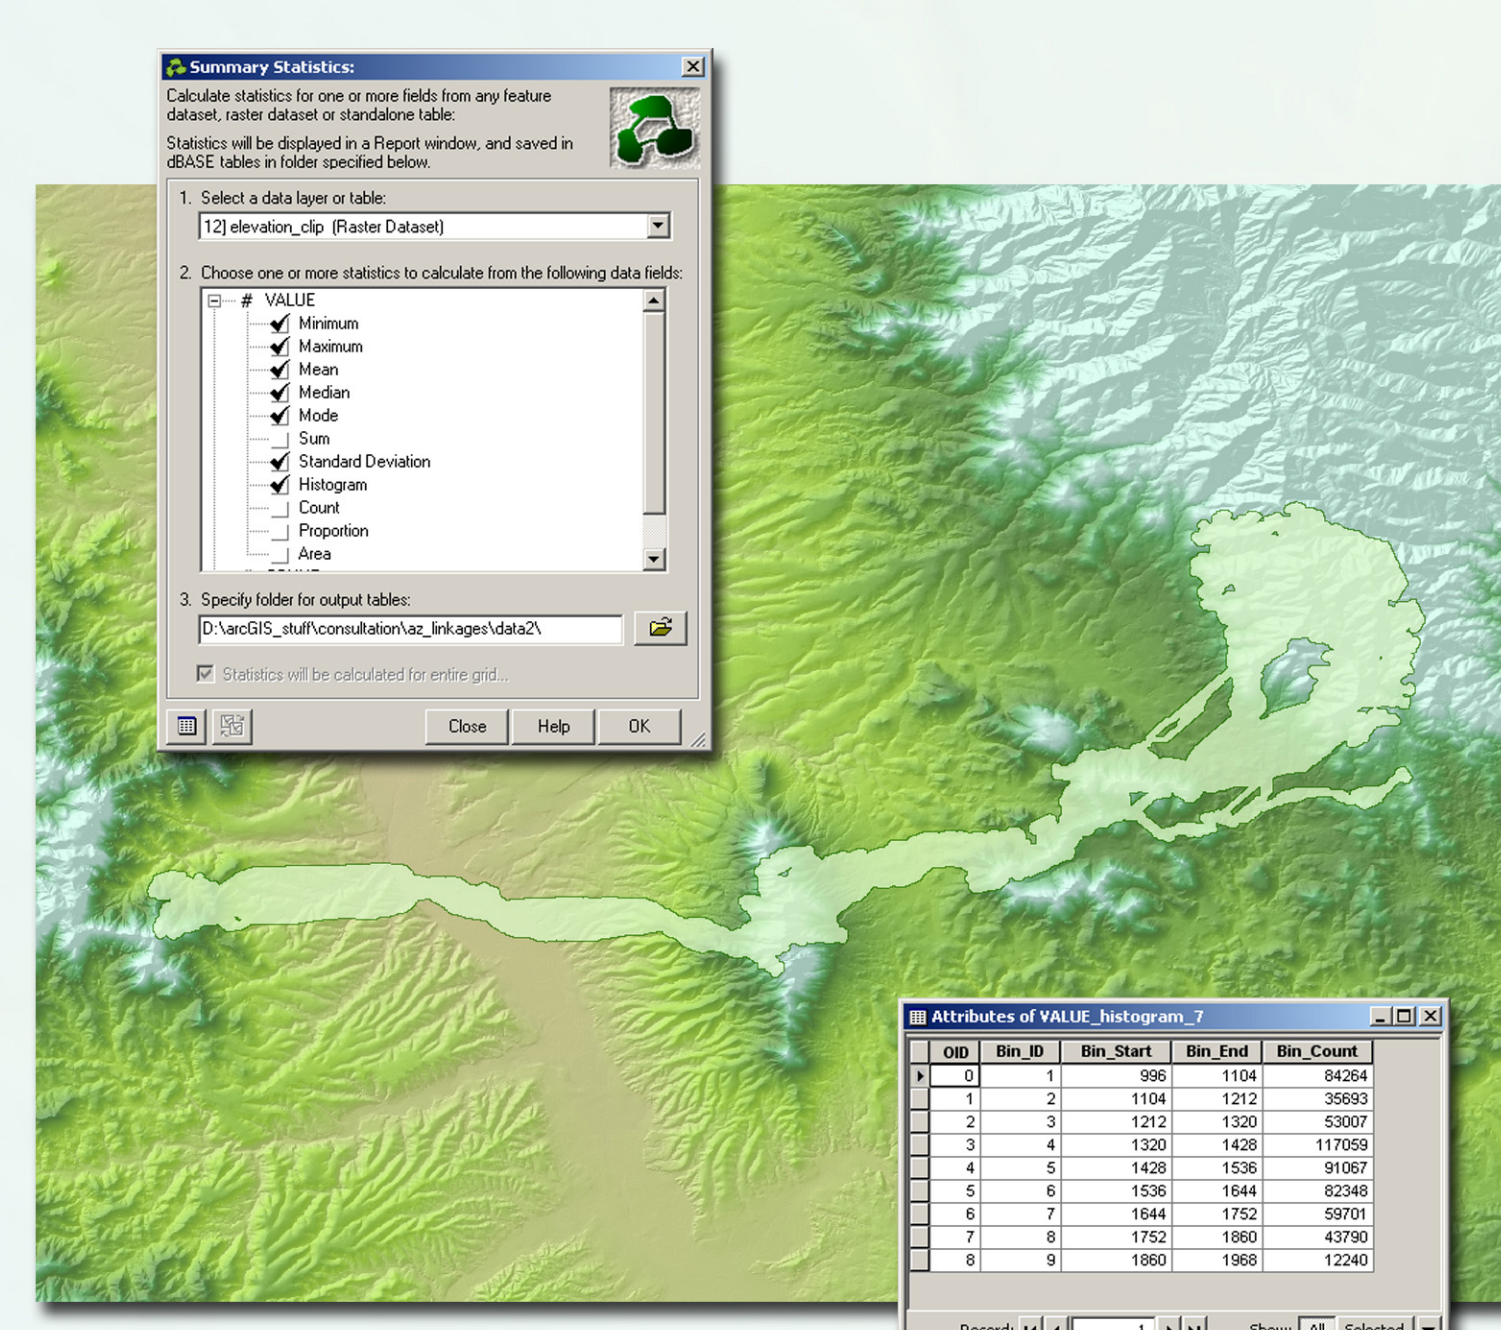 Summary Statistics:
Calculate statistics for one or more fields from any feature
dataset, raster dataset or standalone table:
Statistics will be displayed in a Report window, and saved in
dBASE tables in folder specified below.
1. Select a data layer or table:
12] elevation_clip (Raster Dataset)
2. Choose one or more statistics to calculate from the following data fields:
# VALUE
Minimum
Maximum
Mean
Median
Mode
Sum
Standard Deviation
Histogram
Count
Proportion
Area
3. Specify folder for output tables:
D:\arcGIS_stuff\consultation\az_linkages\data2\
Statistics will be calculated for entire grid...
Close Help OK
Attributes of VALUE_histogram_7
OID Bin_ID Bin_Start Bin_End Bin_Count
0 1 996 1104 84264
1 2 1104 1212 35693
2 3 1212 1320 53007
3 4 1320 1428 117059
4 5 1428 1536 91067
5 6 1536 1644 82348
6 7 1644 1752 59701
7 8 1752 1860 43790
8 9 1860 1968 12240
Record: 1 Show: All Selected